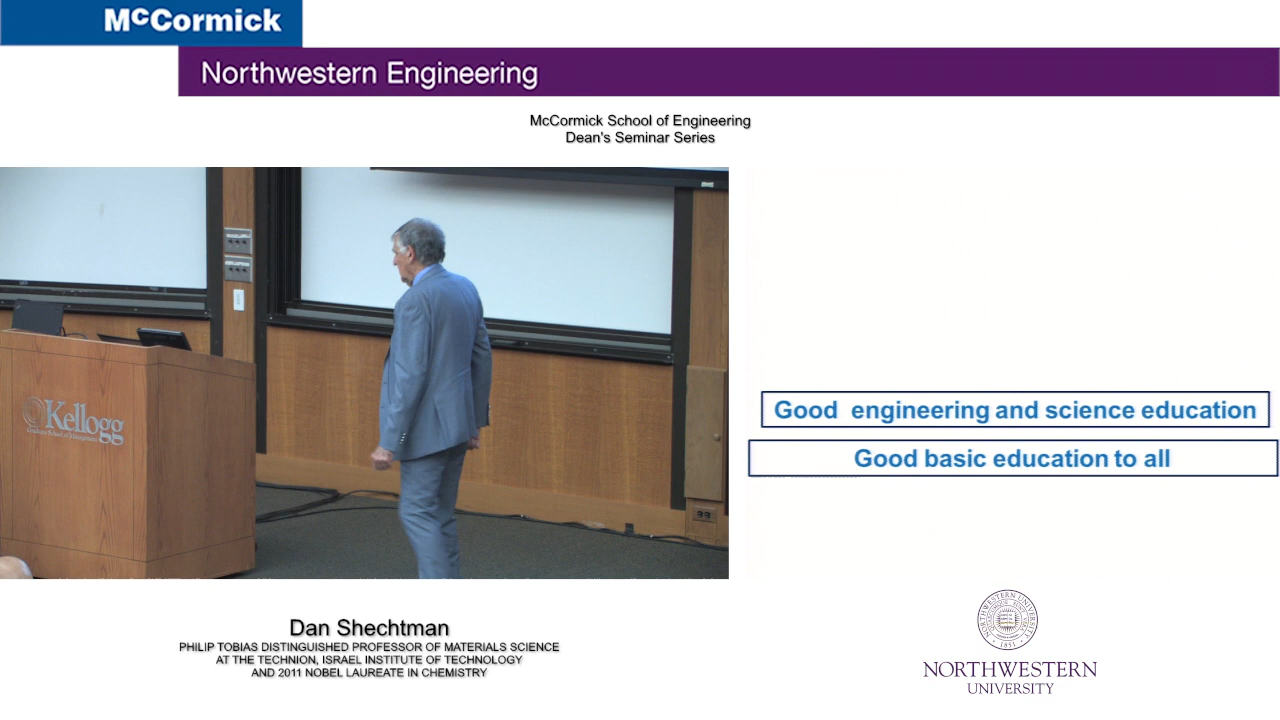 McCormick
Northwestern Engineering
McCormick School of Engineering
Dean's Seminar Series
Kellogg
Good engineering and science education
Good basic education to all
Dan Shechtman
PHILIP TOBIAS DISTINGUISHED PROFESSOR OF MATERIALS SCIENCE
AT THE TECHNION, ISRAEL INSTITUTE OF TECHNOLOGY
AND 2011 NOBEL LAUREATE IN CHEMISTRY
1851
NORTHWESTERN
UNIVERSITY